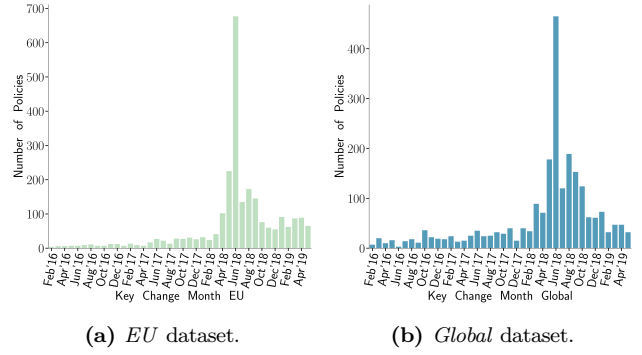 700
600
500
400
300
200
100
0
Number of Policies
Feb'16
Apr'16
Jun'16
Aug'16
Oct'16
Dec'16
Feb'17
Apr'17
Jun'17
Aug'17
Oct'17
Dec'17
Feb'18
Apr'18
Jun'18
Aug'18
Oct'18
Dec'18
Feb'19
Apr'19
Key Change Month EU
(a) EU dataset.
400
300
200
100
0
Number of Policies
Feb'16
Apr'16
Jun'16
Aug'16
Oct'16
Dec'16
Feb'17
Apr'17
Jun'17
Aug'17
Oct'17
Dec'17
Feb'18
Apr'18
Jun'18
Aug'18
Oct'18
Dec'18
Feb'19
Apr'19
Key Change Month Global
(b) Global dataset.